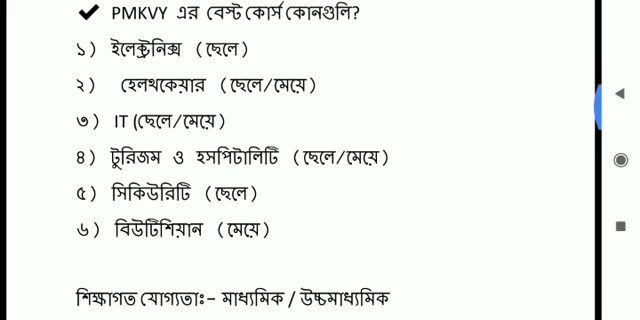 ✔ PMKVY এর বেস্ট কোর্স কোনগুলি?
১) ইলেক্ট্রনিক্স (ছেলে)
২) হেলথকেয়ার (ছেলে/মেয়ে)
৩) IT (ছেলে/মেয়ে)
৪) টুরিজম ও হসপিটালিটি (ছেলে/মেয়ে)
৫) সিকিউরিটি (ছেলে)
৬) বিউটিশিয়ান (মেয়ে)
শিক্ষাগত যোগ্যতাঃ- মাধ্যমিক / উচ্চমাধ্যমিক